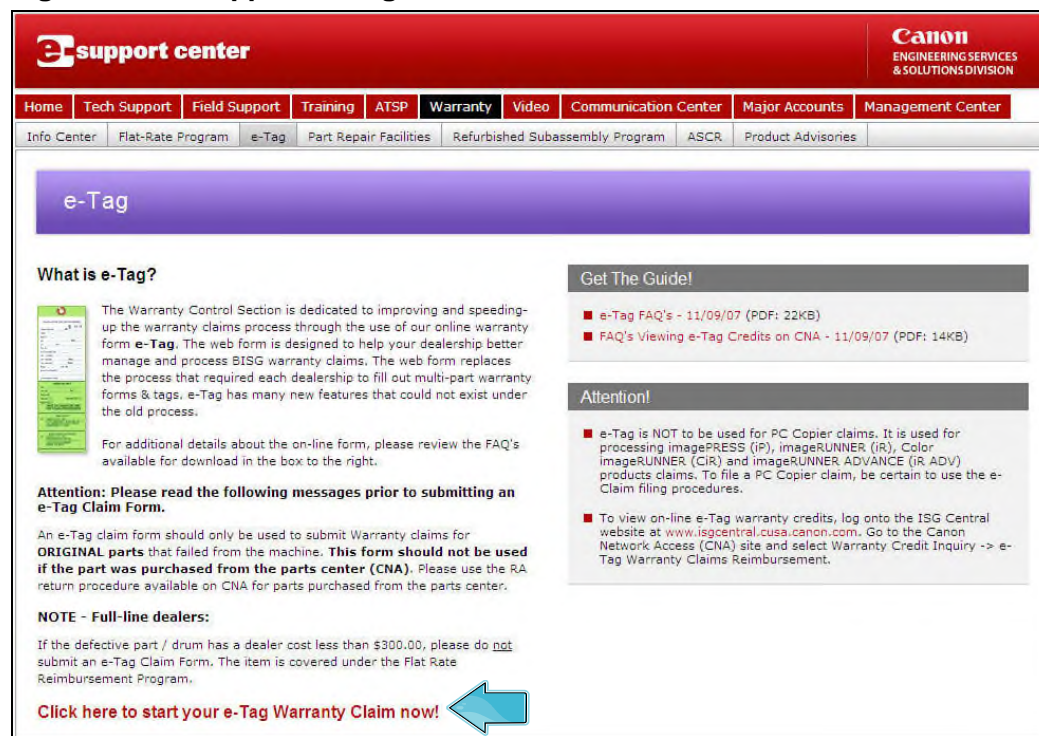 e-support center
Canon
ENGINEERING SERVICES
& SOLUTIONS DIVISION
Home Tech Support Field Support Training ATSP Warranty Video Communication Center Major Accounts Management Center
Info Center Flat-Rate Program e-Tag Part Repair Facilities Refurbished Subassembly Program ASCR Product Advisories
e-Tag
What is e-Tag?
The Warranty Control Section is dedicated to improving and speeding-
up the warranty claims process through the use of our online warranty
form e-Tag. The web form is designed to help your dealership better
manage and process BISG warranty claims. The web form replaces
the process that required each dealership to fill out multi-part warranty
forms & tags. e-Tag has many new features that could not exist under
the old process.
For additional details about the on-line form, please review the FAQ's
available for download in the box to the right.
Attention: Please read the following messages prior to submitting an
e-Tag Claim Form.
An e-Tag claim form should only be used to submit Warranty claims for
ORIGINAL parts that failed from the machine. This form should not be used
if the part was purchased from the parts center (CNA). Please use the RA
return procedure available on CNA for parts purchased from the parts center.
NOTE - Full-line dealers:
If the defective part / drum has a dealer cost less than $300.00, please do not
submit an e-Tag Claim Form. The item is covered under the Flat Rate
Reimbursement Program.
Click here to start your e-Tag Warranty Claim now!
Get The Guide!
e-Tag FAQ's - 11/09/07 (PDF: 22KB)
FAQ's Viewing e-Tag Credits on CNA - 11/09/07 (PDF: 14KB)
Attention!
e-Tag is NOT to be used for PC Copier claims. It is used for
processing imagePRESS (iP), imageRUNNER (iR), Color
imageRUNNER (CiR) and imageRUNNER ADVANCE (iR ADV)
products claims. To file a PC Copier claim, be certain to use the e-
Claim filing procedures.
To view on-line e-Tag warranty credits, log onto the ISG Central
website at www.isgcentral.cusa.canon.com. Go to the Canon
Network Access (CNA) site and select Warranty Credit Inquiry -> e-
Tag Warranty Claims Reimbursement.